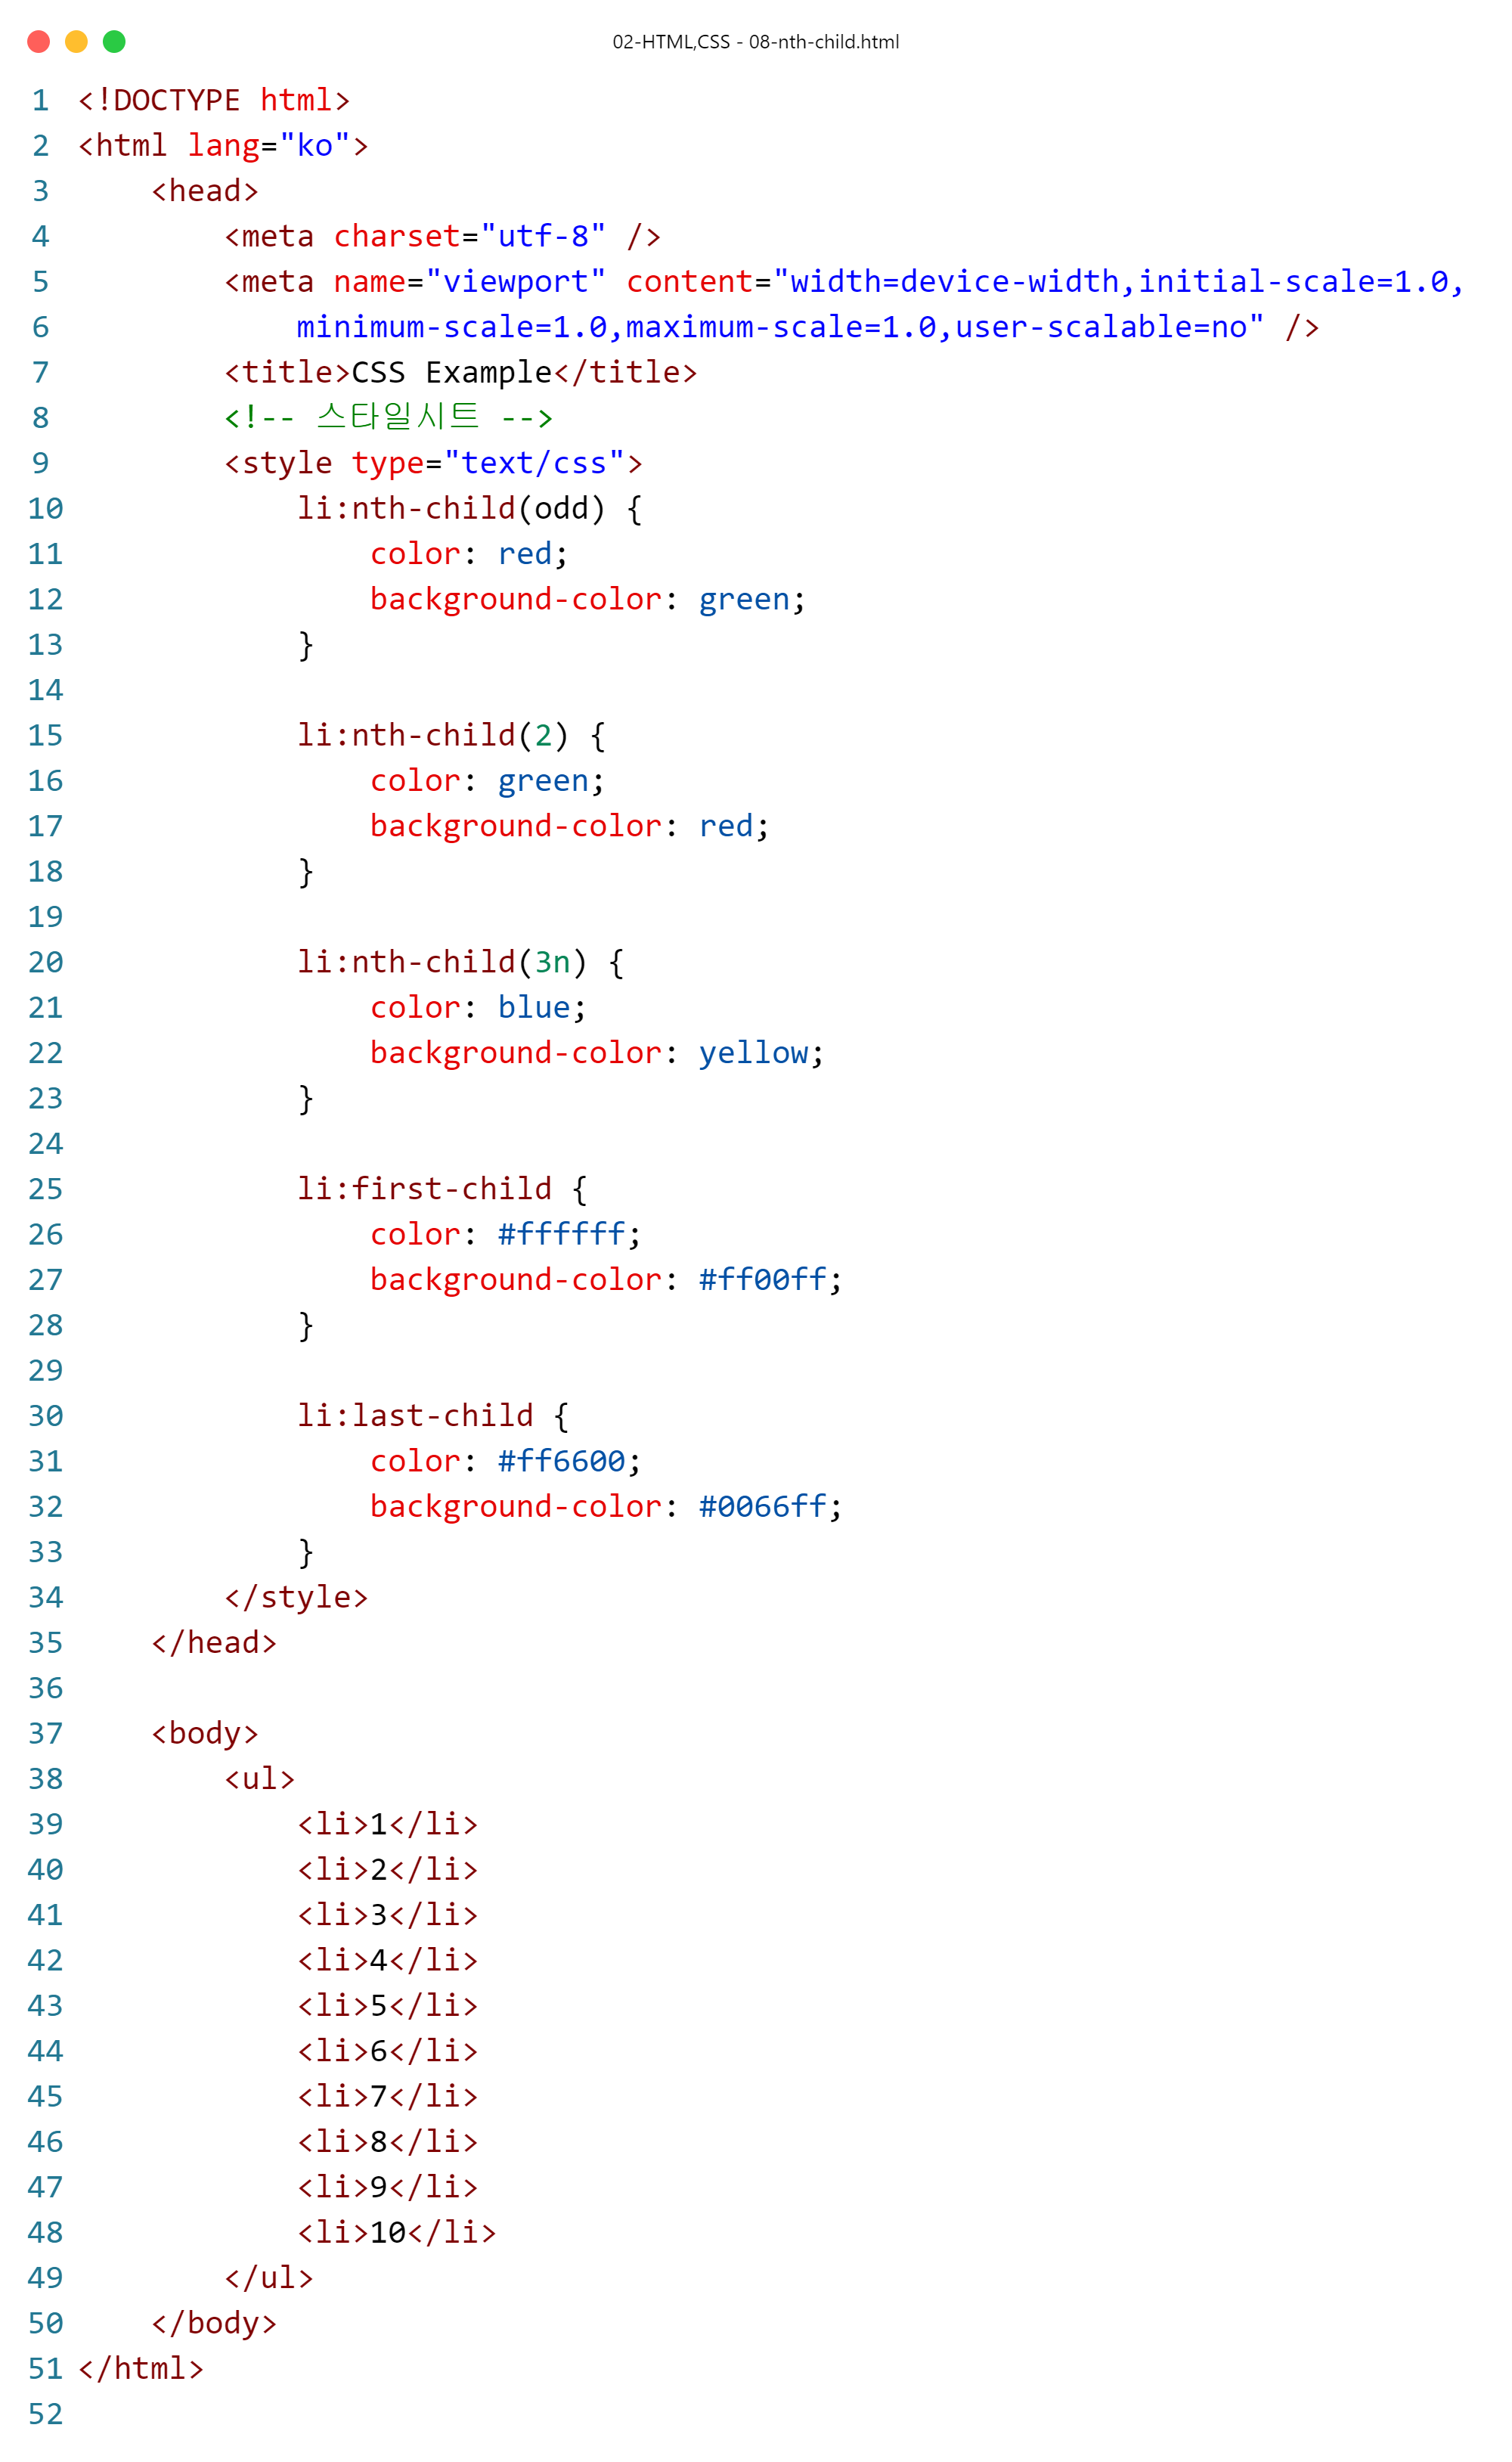 02-HTML,CSS - 08-nth-child.html
1 <!DOCTYPE html>
2 <html lang="ko">
3     <head>
4         <meta charset="utf-8" />
5         <meta name="viewport" content="width=device-width,initial-scale=1.0,
6             minimum-scale=1.0,maximum-scale=1.0,user-scalable=no" />
7         <title>CSS Example</title>
8         <!-- 스타일시트 -->
9         <style type="text/css">
10             li:nth-child(odd) {
11                 color: red;
12                 background-color: green;
13             }
14
15             li:nth-child(2) {
16                 color: green;
17                 background-color: red;
18             }
19
20             li:nth-child(3n) {
21                 color: blue;
22                 background-color: yellow;
23             }
24
25             li:first-child {
26                 color: #ffffff;
27                 background-color: #ff00ff;
28             }
29
30             li:last-child {
31                 color: #ff6600;
32                 background-color: #0066ff;
33             }
34         </style>
35     </head>
36
37     <body>
38         <ul>
39             <li>1</li>
40             <li>2</li>
41             <li>3</li>
42             <li>4</li>
43             <li>5</li>
44             <li>6</li>
45             <li>7</li>
46             <li>8</li>
47             <li>9</li>
48             <li>10</li>
49         </ul>
50     </body>
51 </html>
52